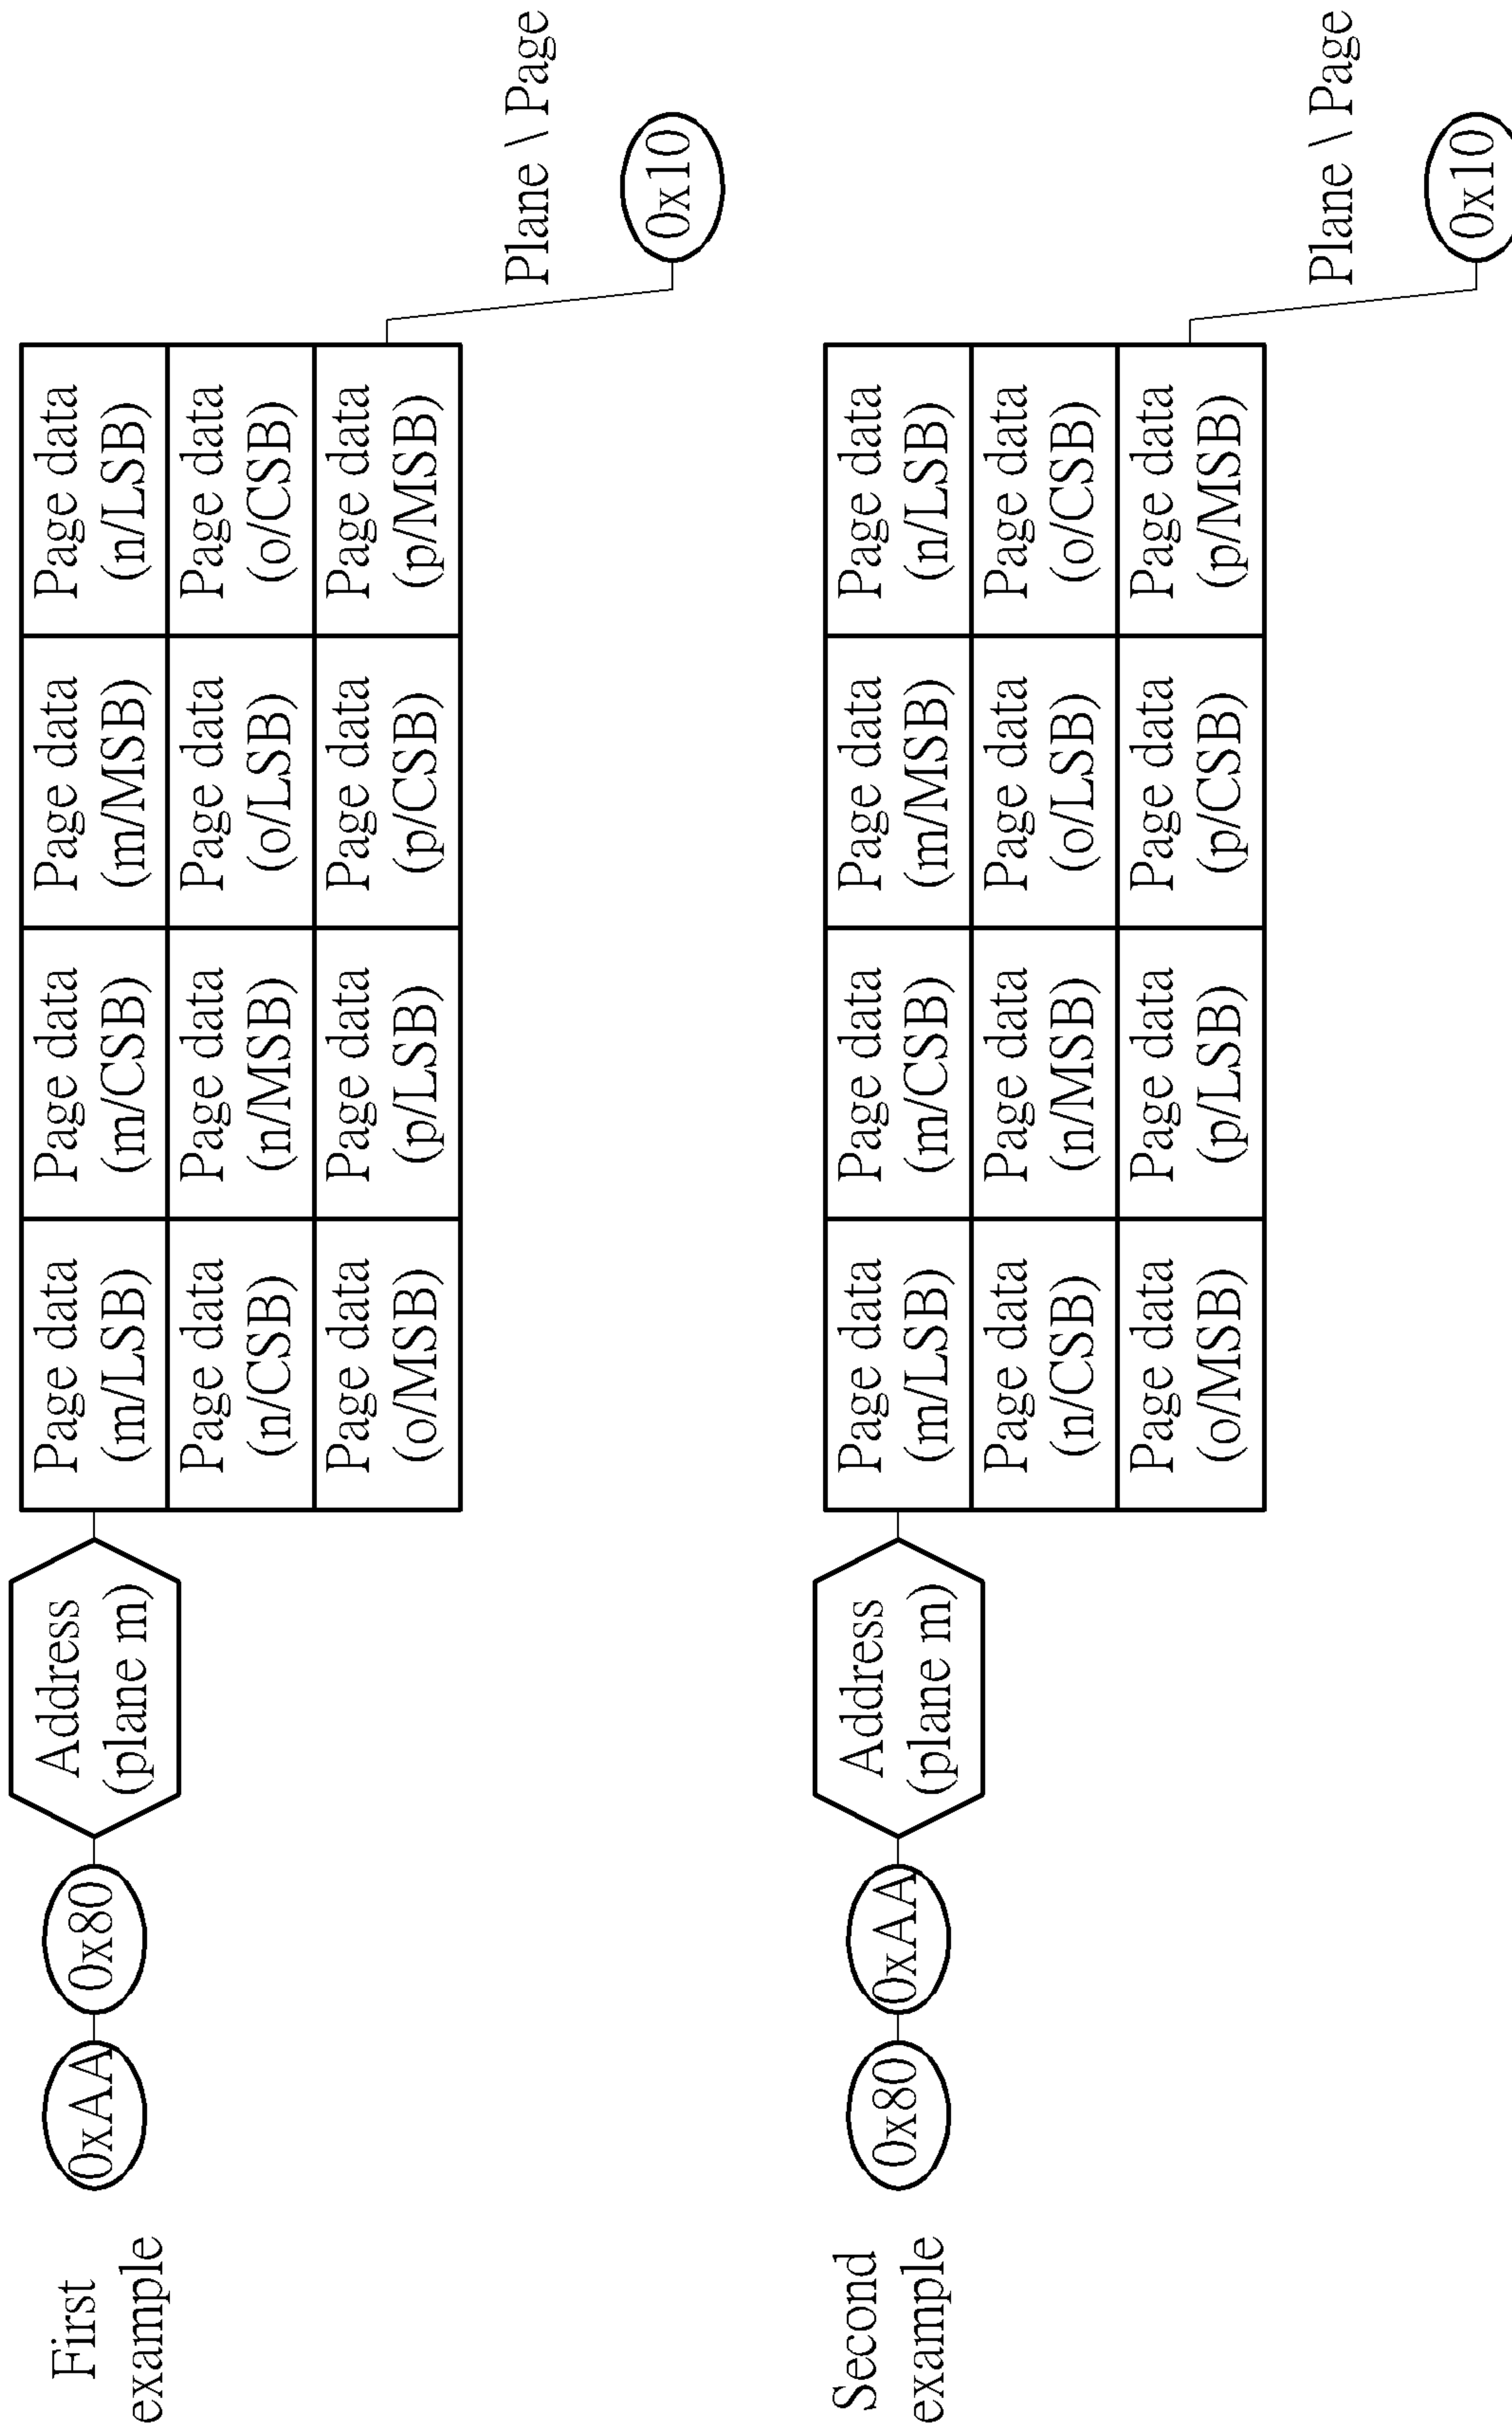 First
example
0xAA
0x80
Address
(plane m)
Page data
(m/LSB)
Page data
(m/CSB)
Page data
(m/MSB)
Page data
(n/LSB)
Page data
(n/CSB)
Page data
(n/MSB)
Page data
(o/LSB)
Page data
(o/CSB)
Page data
(o/MSB)
Page data
(p/LSB)
Page data
(p/CSB)
Page data
(p/MSB)
Plane \ Page
0x10
Second
example
0x80
0xAA
Address
(plane m)
Page data
(m/LSB)
Page data
(m/CSB)
Page data
(m/MSB)
Page data
(n/LSB)
Page data
(n/CSB)
Page data
(n/MSB)
Page data
(o/LSB)
Page data
(o/CSB)
Page data
(o/MSB)
Page data
(p/LSB)
Page data
(p/CSB)
Page data
(p/MSB)
Plane \ Page
0x10